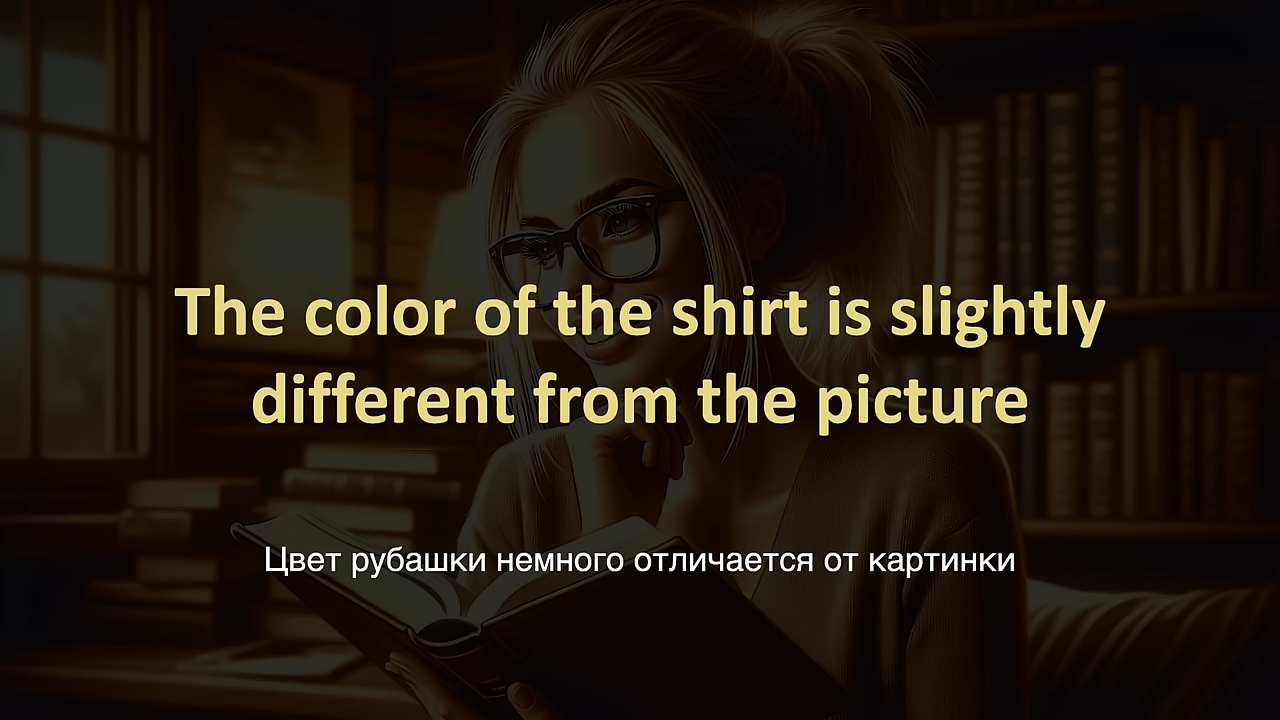 The color of the shirt is slightly
different from the picture
Цвет рубашки немного отличается от картинки